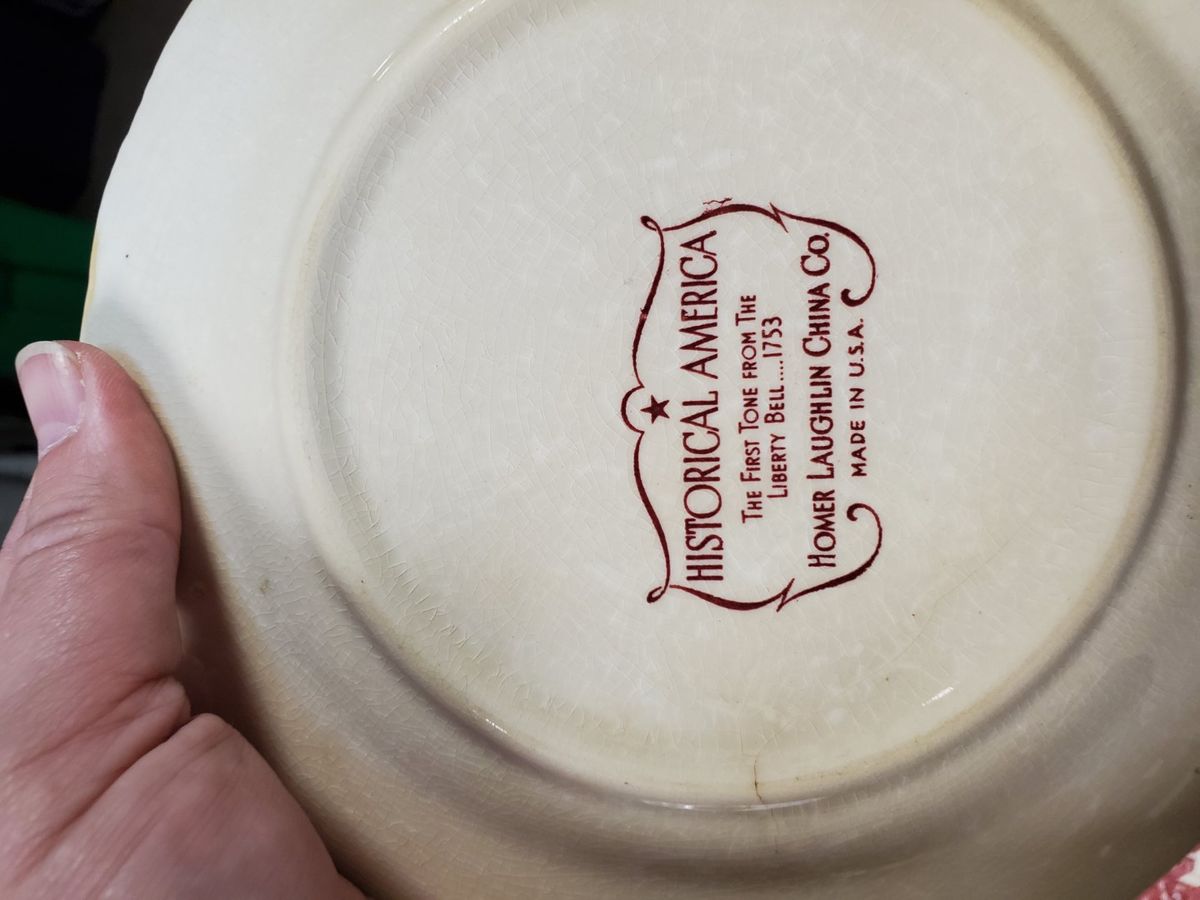 HISTORICAL AMERICA
THE FIRST TONE FROM THE
LIBERTY BELL....1753
HOMER LAUGHLIN CHINA CO.
MADE IN U.S.A.